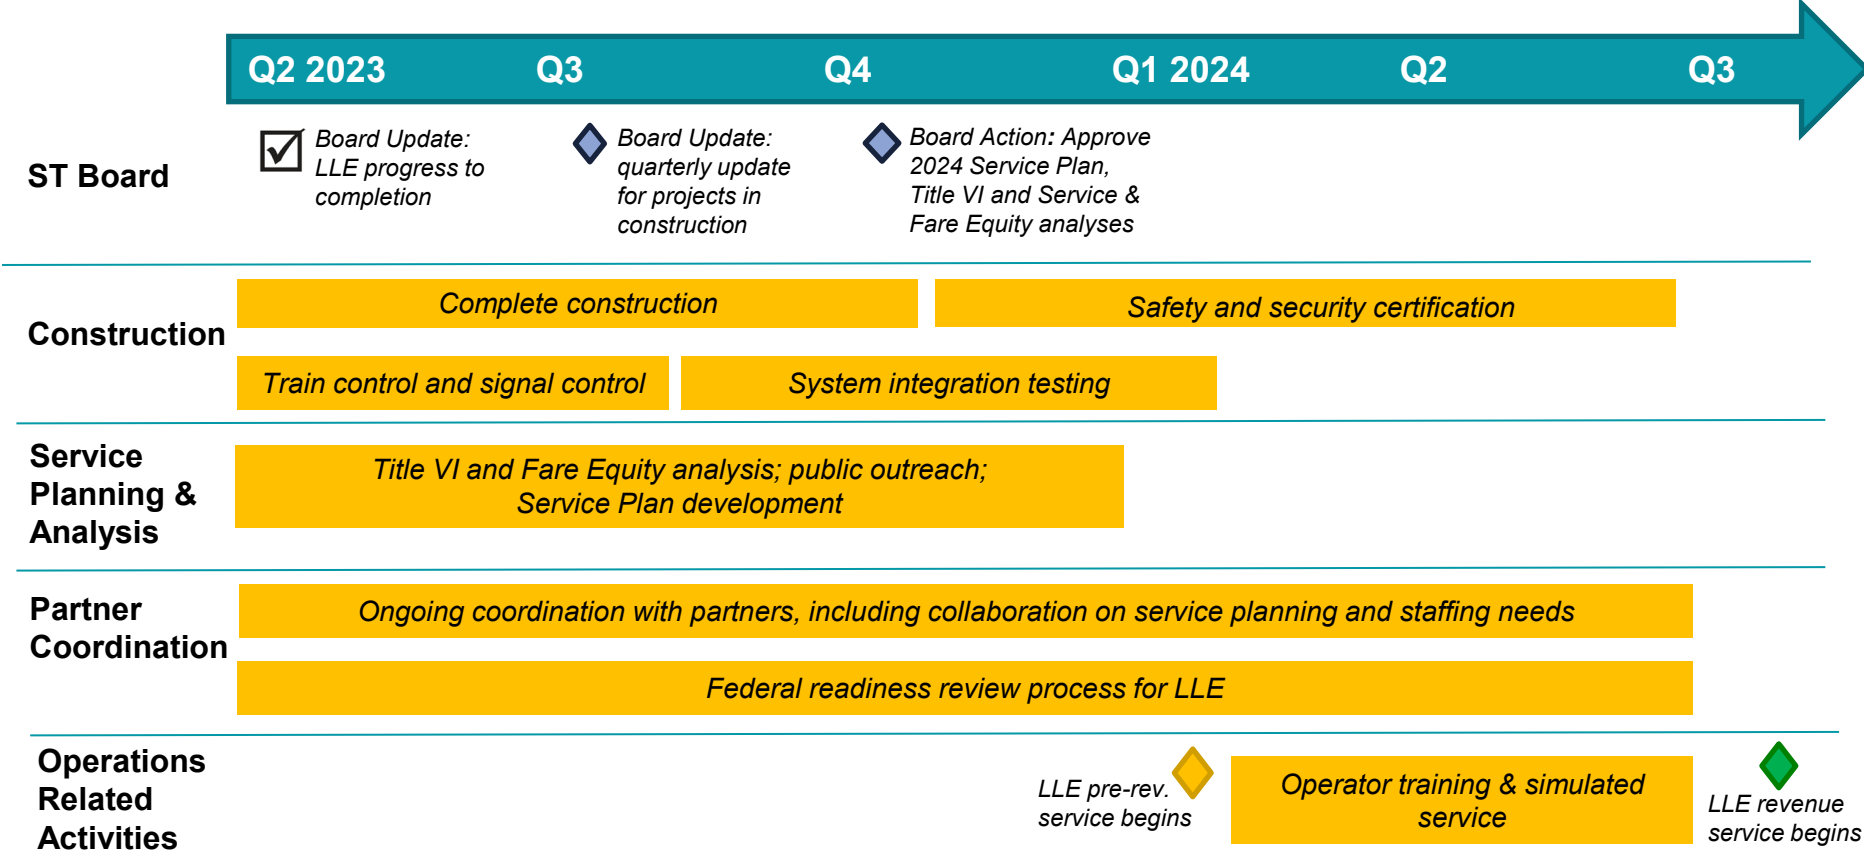 Q2 2023 Q3 Q4 Q1 2024 Q2 Q3
ST Board
Board Update:
LLE progress to
completion
Board Update:
quarterly update
for projects in
construction
Board Action: Approve
2024 Service Plan,
Title VI and Service &
Fare Equity analyses
Construction
Complete construction
Safety and security certification
Train control and signal control
System integration testing
Service
Planning &
Analysis
Title VI and Fare Equity analysis; public outreach;
Service Plan development
Partner
Coordination
Ongoing coordination with partners, including collaboration on service planning and staffing needs
Federal readiness review process for LLE
Operations
Related
Activities
LLE pre-rev.
service begins
Operator training & simulated
service
LLE revenue
service begins